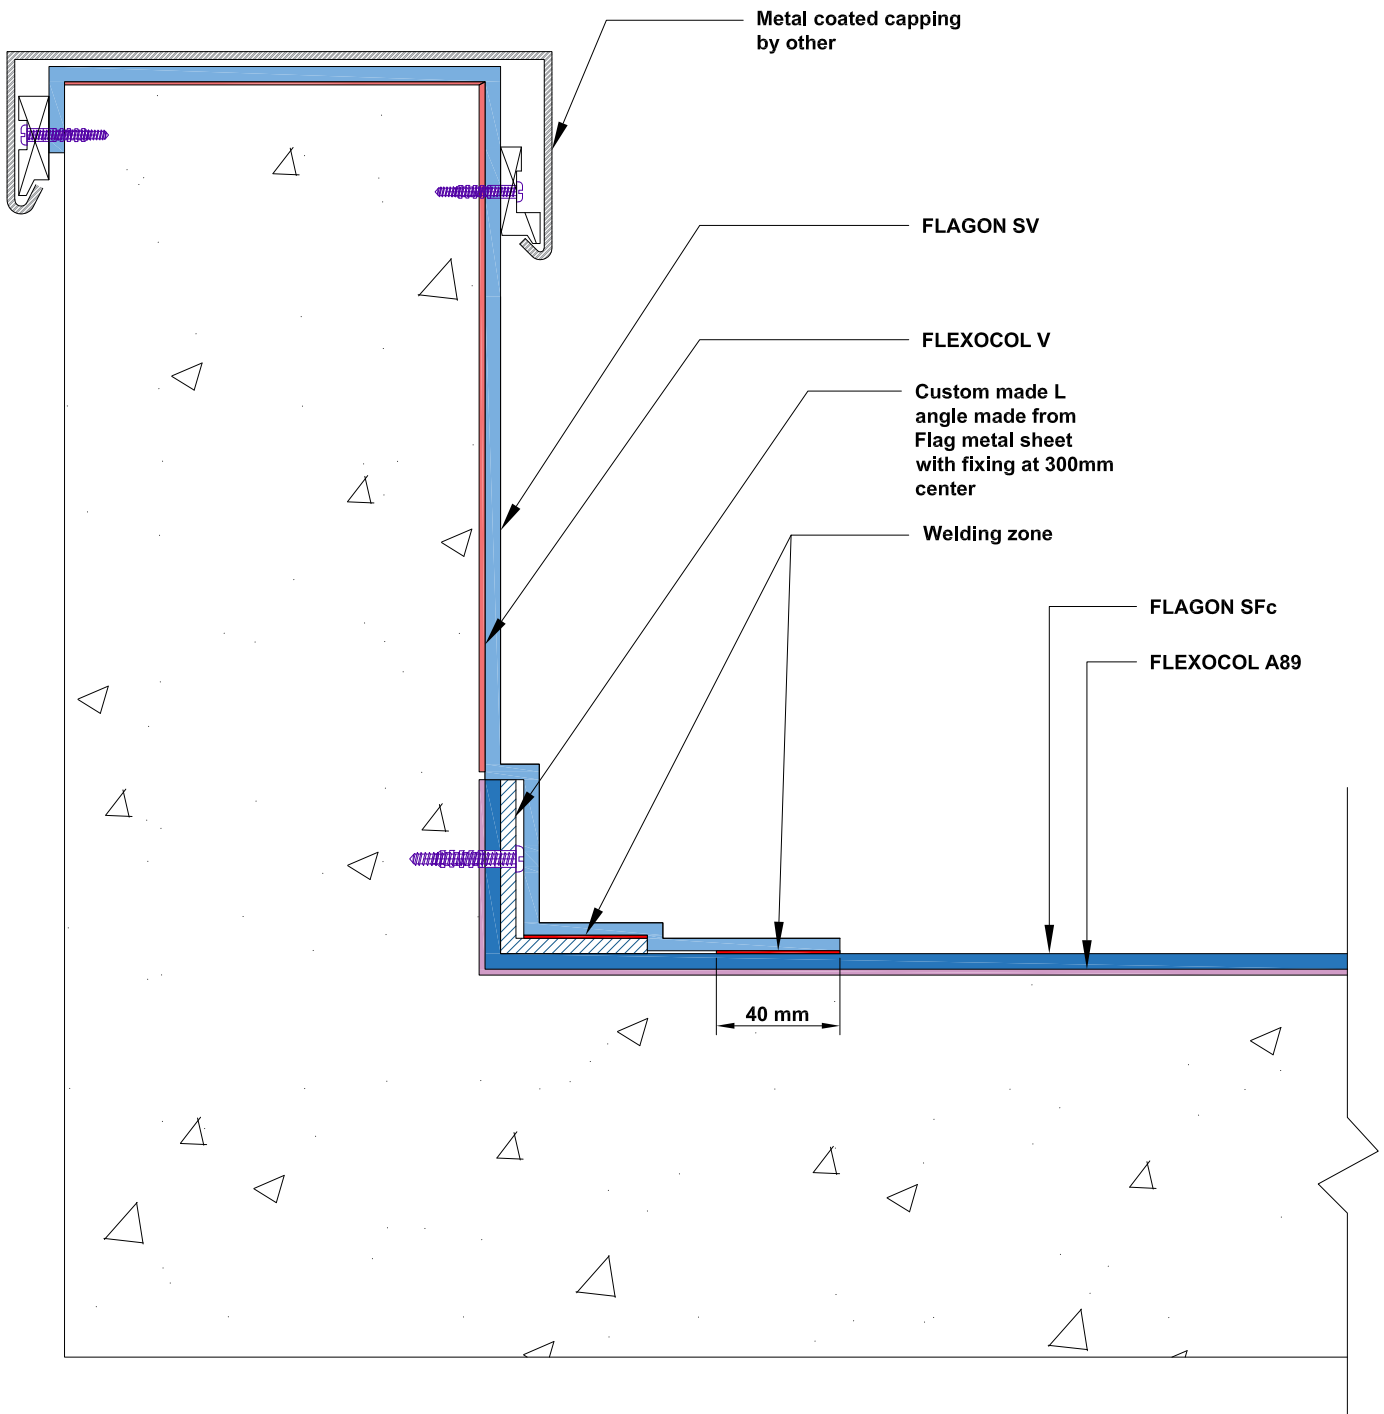 Metal coated capping
by other
FLAGON SV
FLEXOCOL V
Custom made L
angle made from
Flag metal sheet
with fixing at 300mm
center
Welding zone
FLAGON SFc
FLEXOCOL A89
40 mm